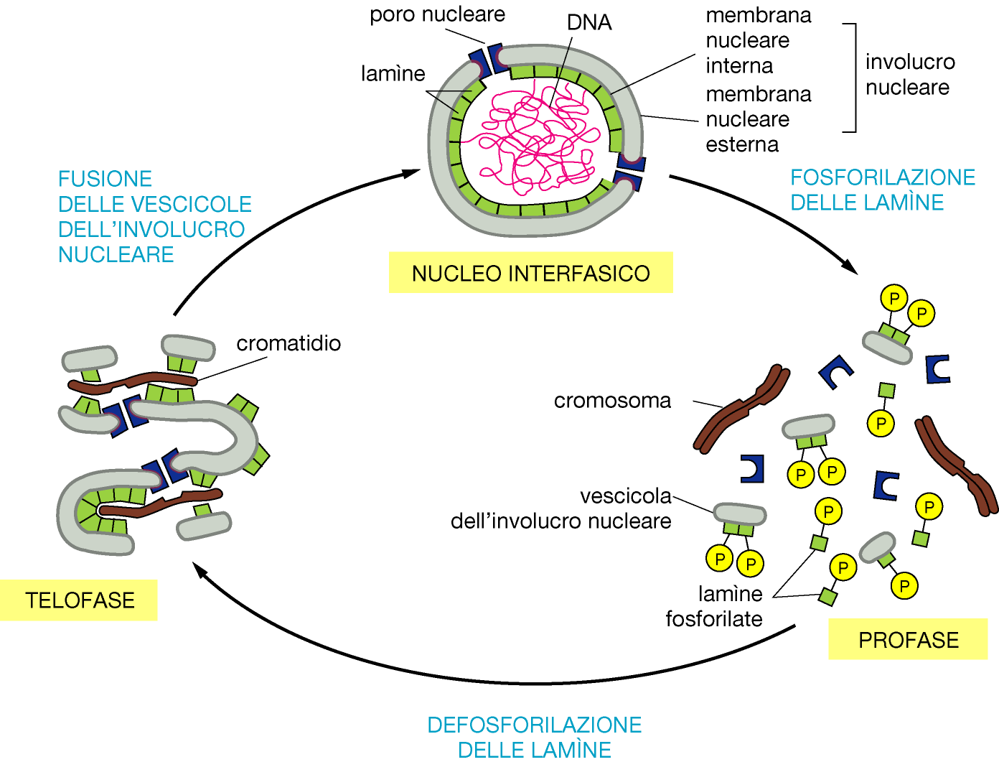 poro nucleare
DNA
membrana
nucleare
interna
lamìne
membrana
nucleare
esterna
involucro
nucleare
FUSIONE
DELLE VESCICOLE
DELL'INVOLUCRO
NUCLEARE
FOSFORILAZIONE
DELLE LAMÌNE
NUCLEO INTERFASICO
cromatidio
P
P
cromosoma
P
P
P
vescicola
dell'involucro nucleare
P
P
P
P
P
P
lamìne
fosforilate
P
TELOFASE
PROFASE
DEFOSFORILAZIONE
DELLE LAMÌNE